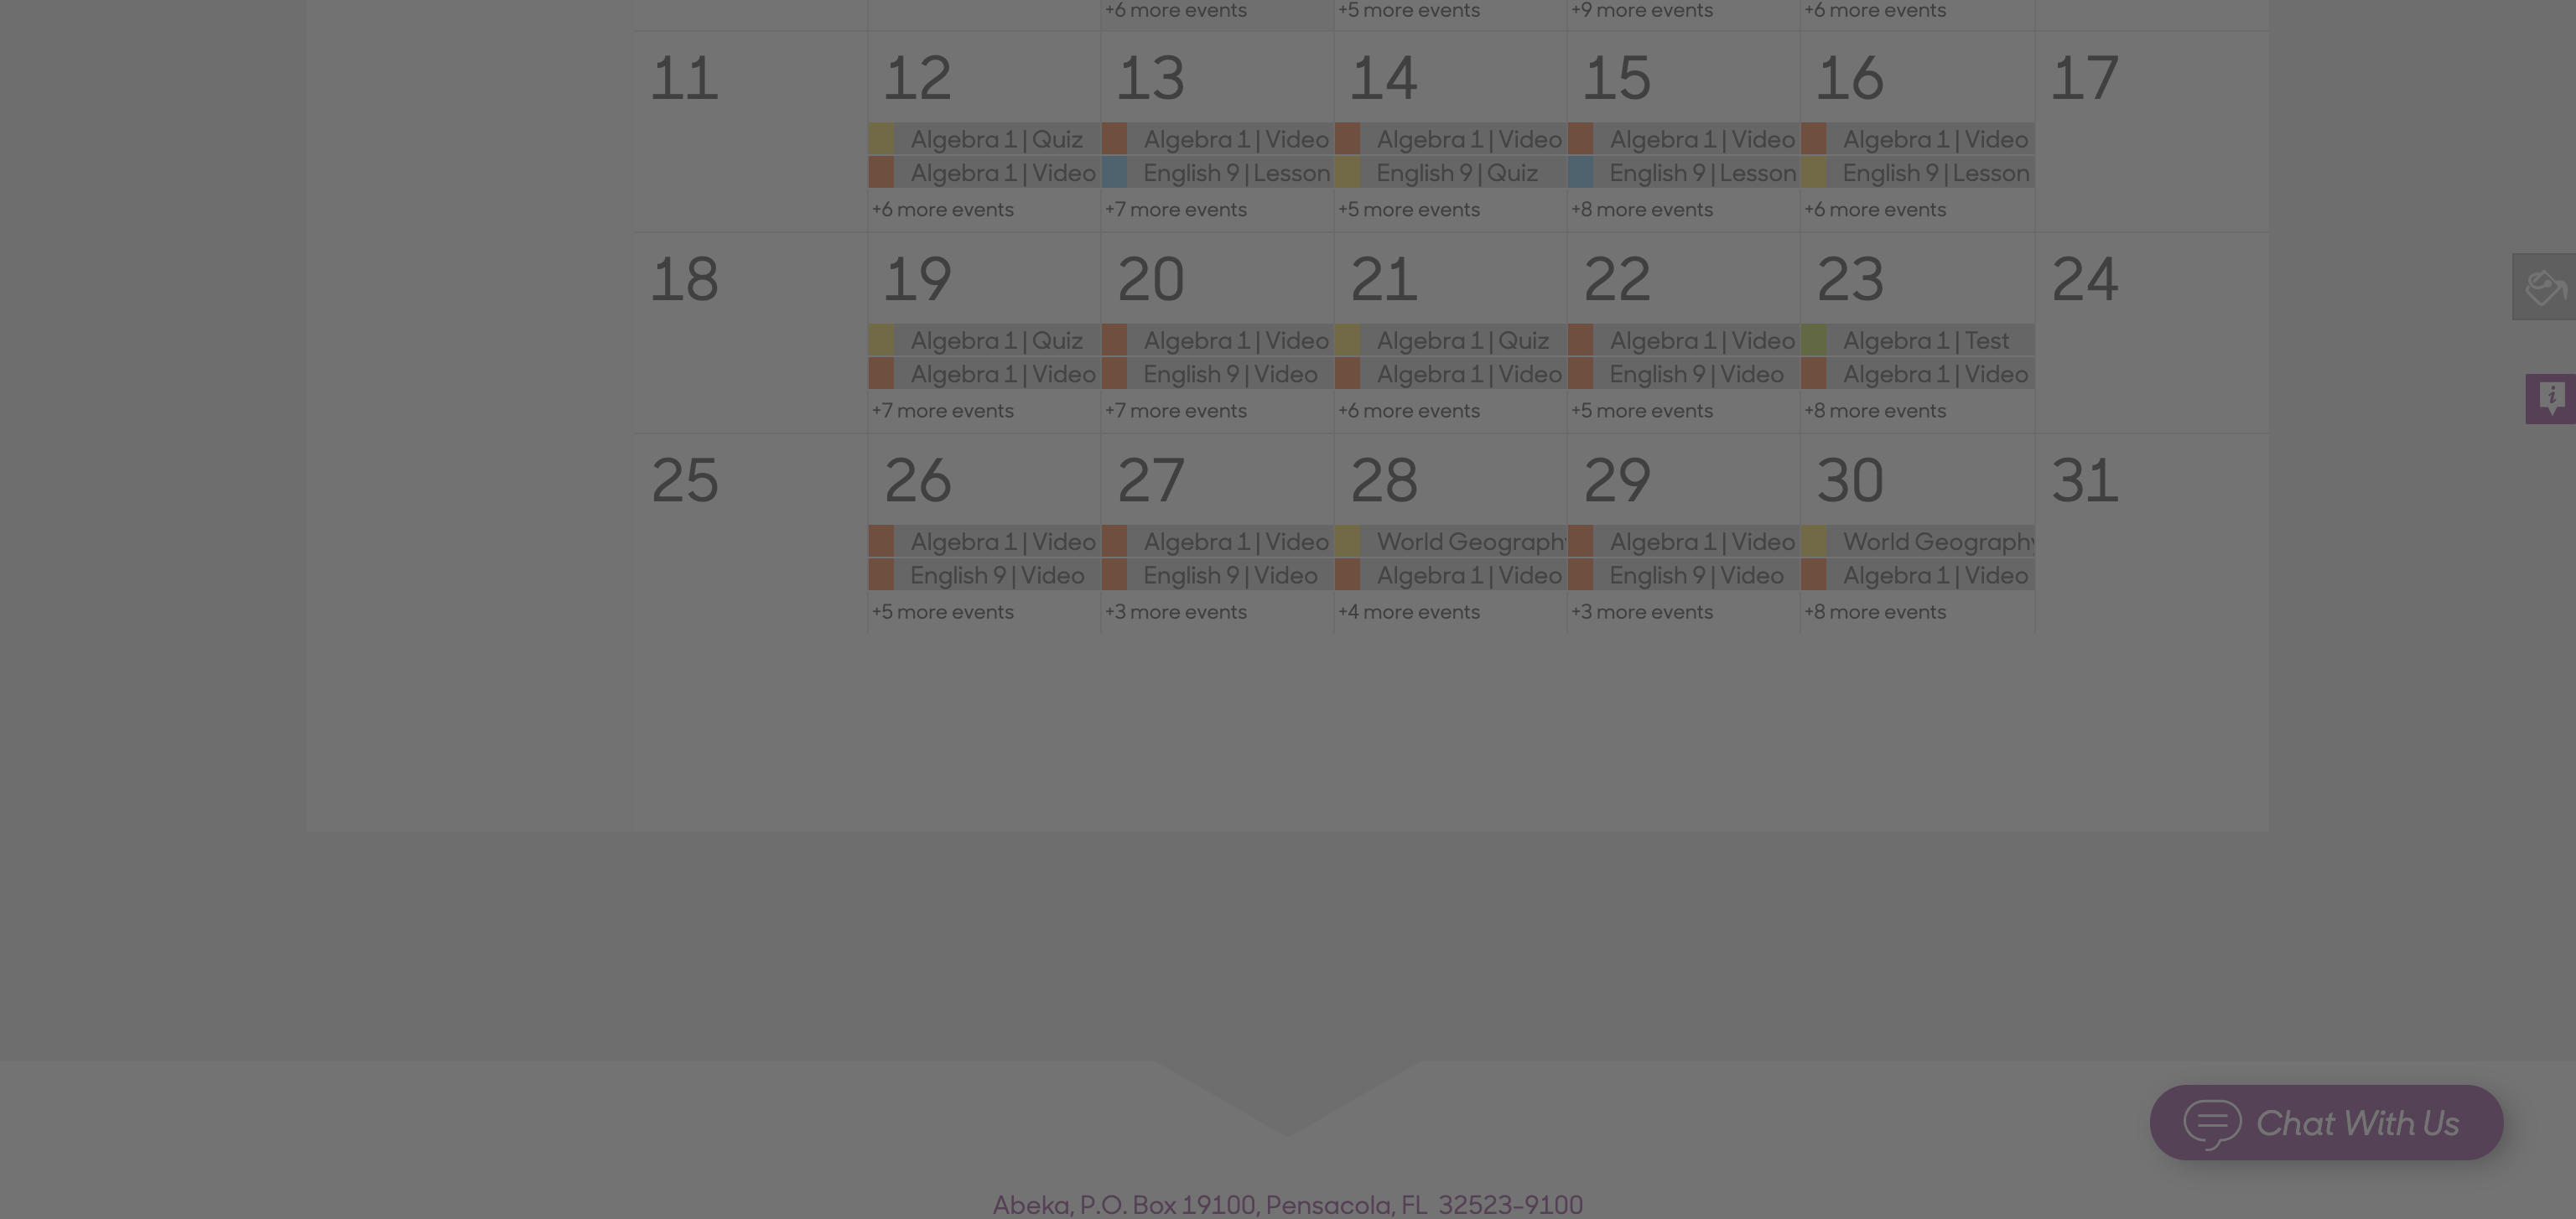 +6 more events +5 more events +9 more events +6 more events
11 12 13 14 15 16 17
Algebra 1 | Quiz Algebra 1 | Video Algebra 1 | Video Algebra 1 | Video Algebra 1 | Video
Algebra 1 | Video English 9 | Lesson English 9 | Quiz English 9 | Lesson English 9 | Lesson
+6 more events +7 more events +5 more events +8 more events +6 more events
18 19 20 21 22 23 24
Algebra 1 | Quiz Algebra 1 | Video Algebra 1 | Quiz Algebra 1 | Video Algebra 1 | Test
Algebra 1 | Video English 9 | Video Algebra 1 | Video English 9 | Video Algebra 1 | Video
+7 more events +7 more events +6 more events +5 more events +8 more events
25 26 27 28 29 30 31
Algebra 1 | Video Algebra 1 | Video World Geography Algebra 1 | Video World Geography
English 9 | Video English 9 | Video Algebra 1 | Video English 9 | Video Algebra 1 | Video
+5 more events +3 more events +4 more events +3 more events +8 more events
Chat With Us
Abeka, P.O. Box 19100, Pensacola, FL 32523-9100